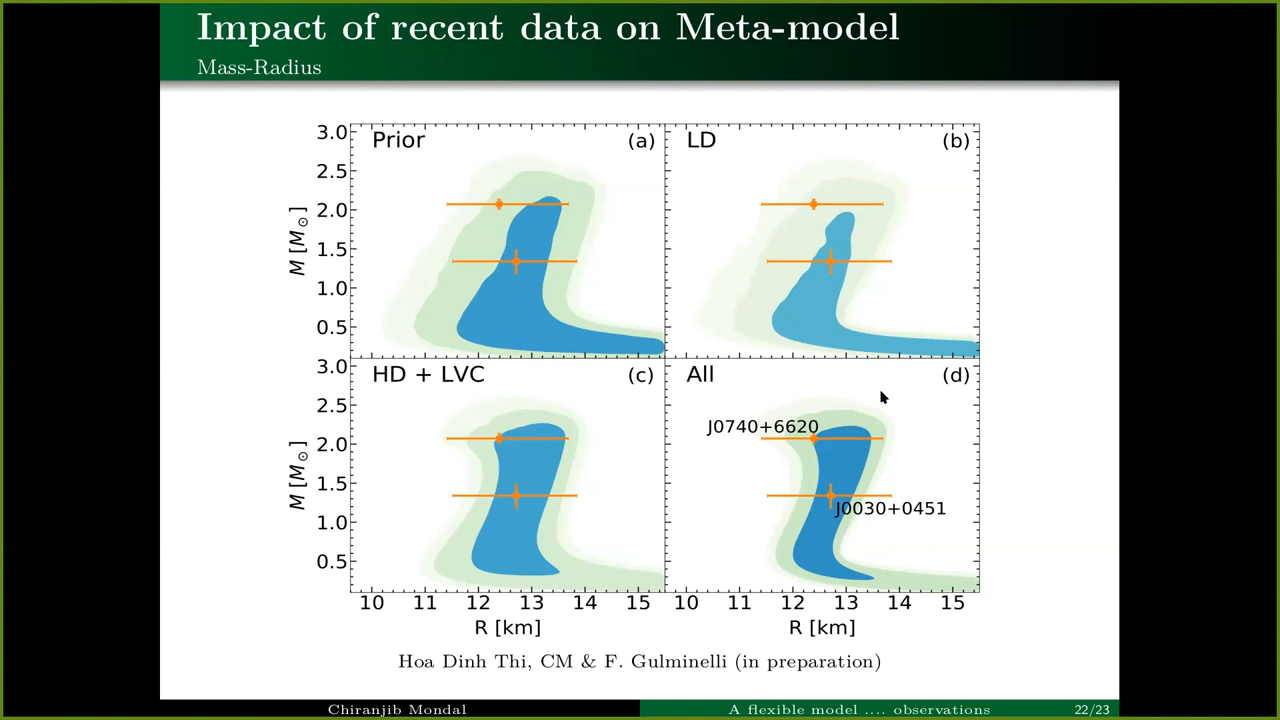 Impact of recent data on Meta-model
Mass-Radius
Prior
(a)
LD
(b)
3.0
2.5
2.0
1.5
1.0
0.5
M [M⊙]
HD + LVC
(c)
All
(d)
3.0
2.5
2.0
1.5
1.0
0.5
M [M⊙]
J0740+6620
J0030+0451
10 11 12 13 14 15
10 11 12 13 14 15
R [km]
R [km]
Hoa Dinh Thi, CM & F. Gulminelli (in preparation)
Chiranjib Mondal
A flexible model .... observations
22/23